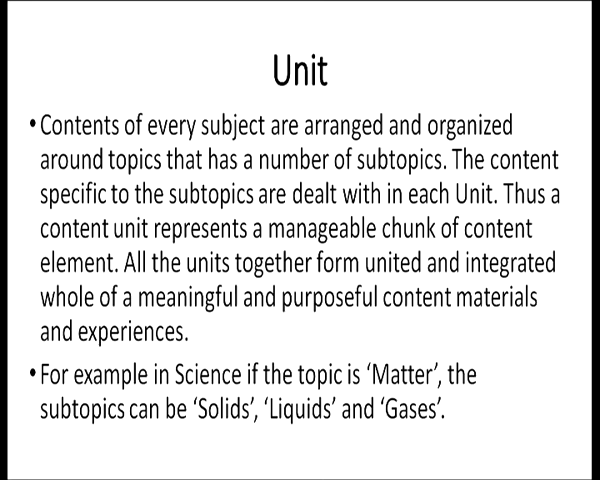 Unit
• Contents of every subject are arranged and organized
around topics that has a number of subtopics. The content
specific to the subtopics are dealt with in each Unit. Thus a
content unit represents a manageable chunk of content
element. All the units together form united and integrated
whole of a meaningful and purposeful content materials
and experiences.
• For example in Science if the topic is ‘Matter’, the
subtopics can be ‘Solids’, ‘Liquids’ and ‘Gases’.